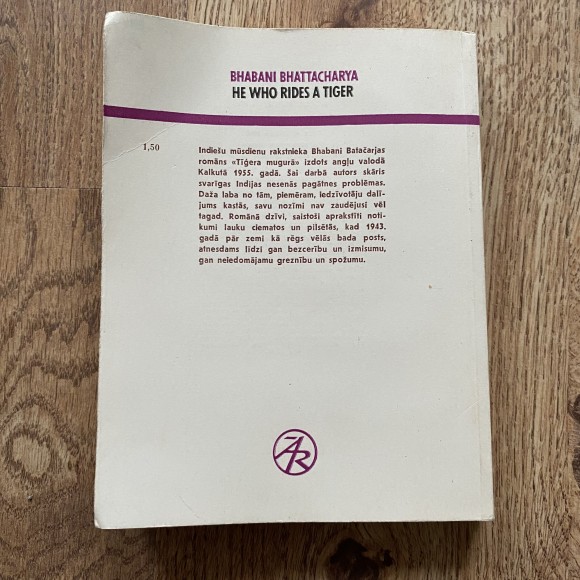 BHABANI BHATTACHARYA
HE WHO RIDES A TIGER
1,50
Indiešu mūsdienu rakstnieka Bhabani Batačarjas
romāns «Tīģera mugurā» izdots angļu valodā
Kalkutā 1955. gadā. Šai darbā autors skāris
svarīgas Indijas nesenās pagātnes problēmas.
Daža laba no tām, piemēram, iedzīvotāju dalī-
jums kastās, savu nozīmi nav zaudējusi vēl
tagad. Romānā dzīvi, saistoši aprakstīti noti-
kumi lauku ciematos un pilsētās, kad 1943.
gadā pār zemi kā rēgs vēlās bada posts,
atnesdams līdzi gan bezcerību un izmisumu,
gan neiedomājamu greznību un spožumu.
ĀR